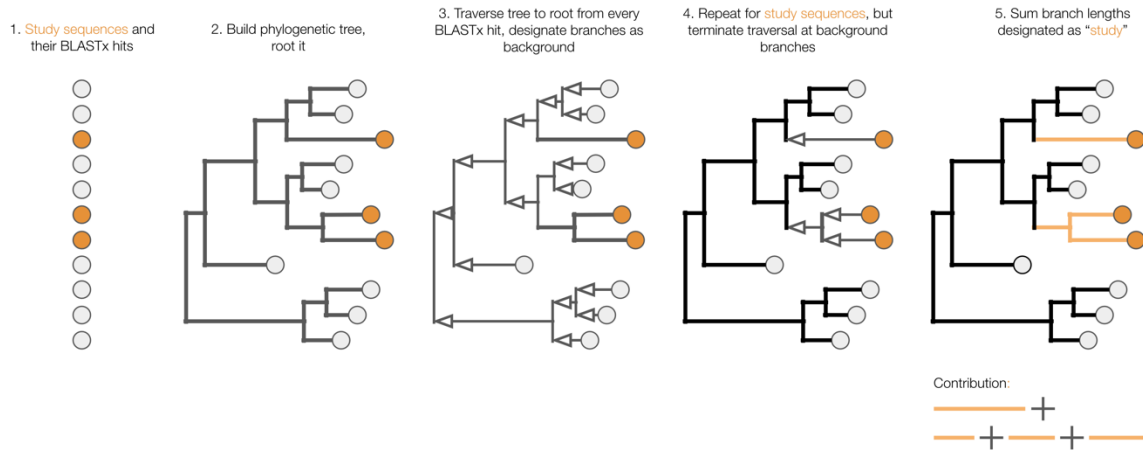 1. Study sequences and
their BLASTx hits
2. Build phylogenetic tree,
root it
3. Traverse tree to root from every
BLASTx hit, designate branches as
background
4. Repeat for study sequences, but
terminate traversal at background
branches
5. Sum branch lengths
designated as “study”
Contribution: